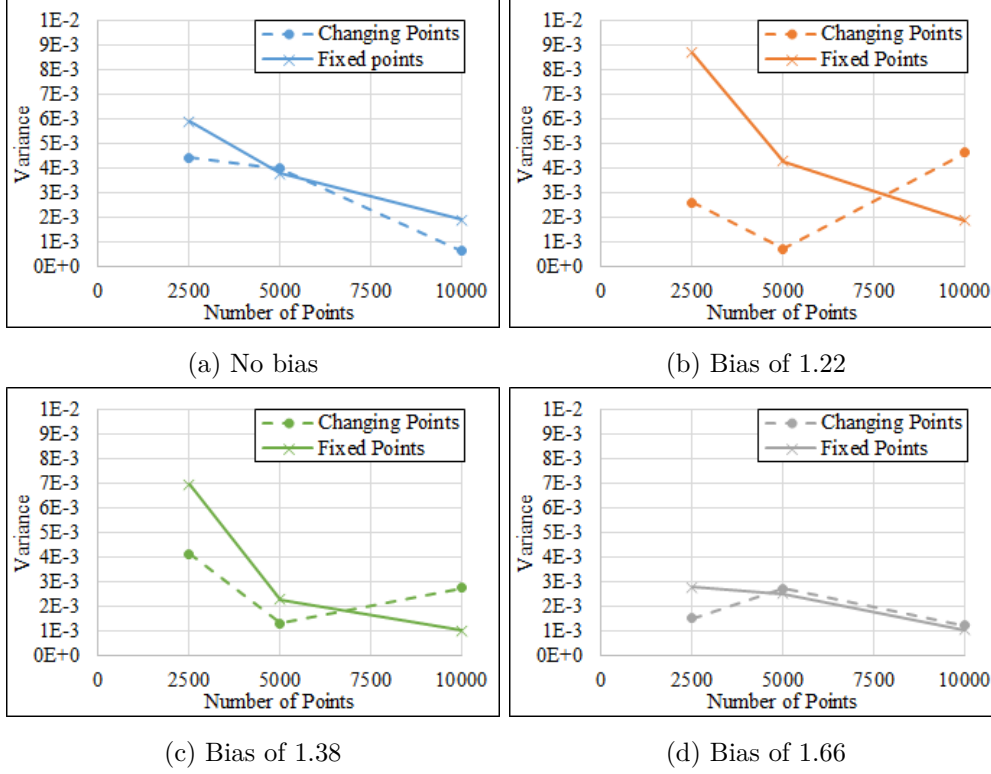 1E-2
9E-3
8E-3
7E-3
6E-3
5E-3
4E-3
3E-3
2E-3
1E-3
0E+0
Variance
Changing Points
Fixed points
0 2500 5000 7500 10000
Number of Points
(a) No bias
1E-2
9E-3
8E-3
7E-3
6E-3
5E-3
4E-3
3E-3
2E-3
1E-3
0E+0
Variance
Changing Points
Fixed Points
0 2500 5000 7500 10000
Number of Points
(b) Bias of 1.22
1E-2
9E-3
8E-3
7E-3
6E-3
5E-3
4E-3
3E-3
2E-3
1E-3
0E+0
Variance
Changing Points
Fixed Points
0 2500 5000 7500 10000
Number of Points
(c) Bias of 1.38
1E-2
9E-3
8E-3
7E-3
6E-3
5E-3
4E-3
3E-3
2E-3
1E-3
0E+0
Variance
Changing Points
Fixed Points
0 2500 5000 7500 10000
Number of Points
(d) Bias of 1.66